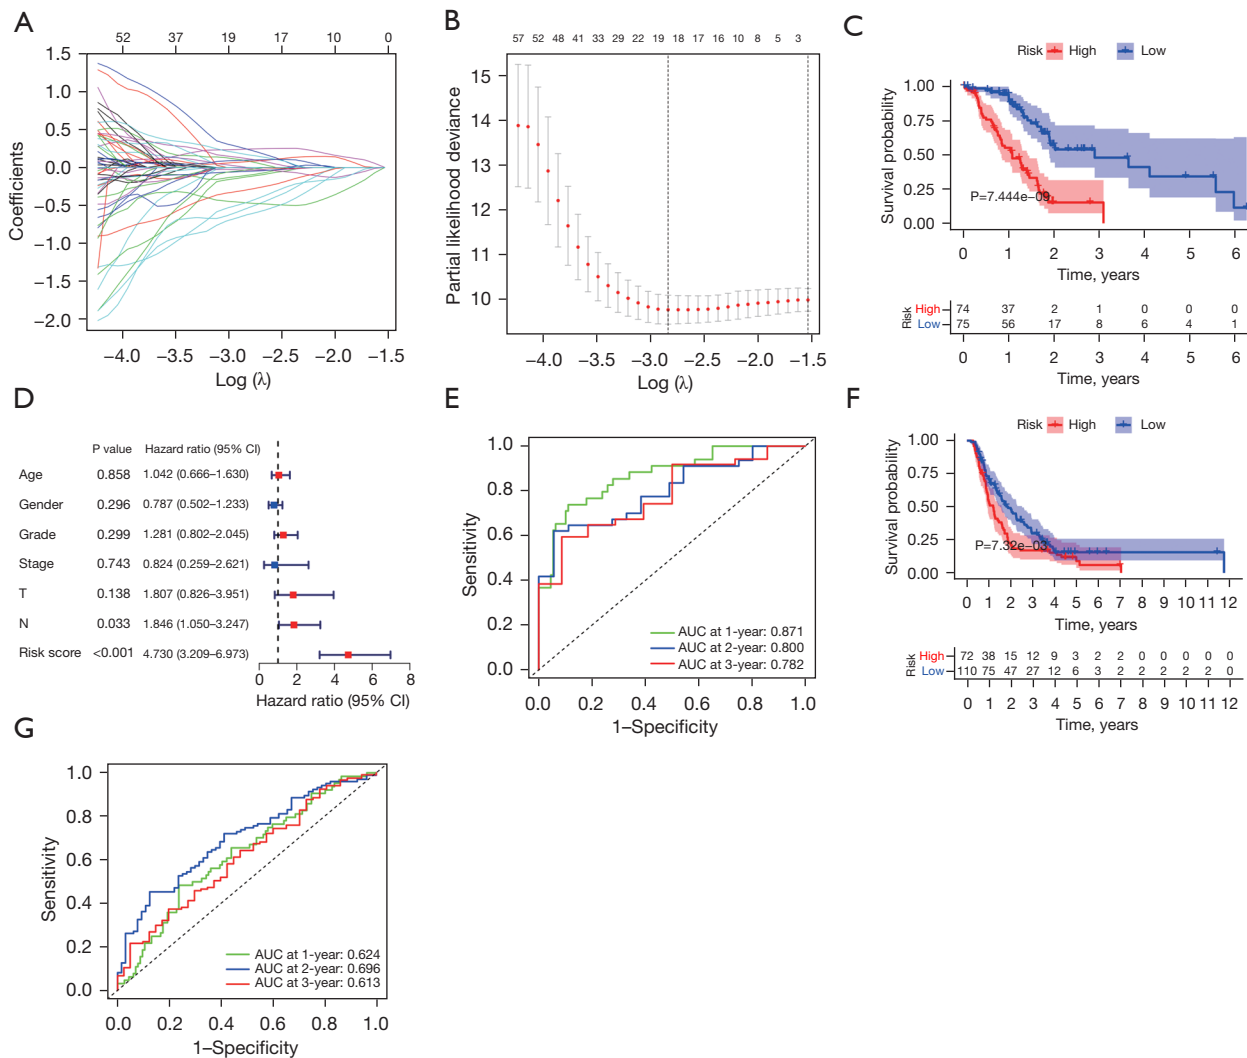 A
52 37 19 17 10 0
1.5
1.0
0.5
0.0
−0.5
−1.0
−1.5
−2.0
Coefficients
−4.0 −3.5 −3.0 −2.5 −2.0 −1.5
Log (λ)
B
57 52 48 41 33 29 22 19 18 17 16 10 8 5 3
15
14
13
12
11
10
Partial likelihood deviance
−4.0 −3.5 −3.0 −2.5 −2.0 −1.5
Log (λ)
C
Risk High Low
1.00
0.75
0.50
0.25
0.00
Survival probability
P=7.444e−09
0 1 2 3 4 5 6
Time, years
Risk
High 74 37 2 1 0 0 0
Low 75 56 17 8 6 4 1
0 1 2 3 4 5 6
Time, years
D
P value Hazard ratio (95% CI)
Age 0.858 1.042 (0.666–1.630)
Gender 0.296 0.787 (0.502–1.233)
Grade 0.299 1.281 (0.802–2.045)
Stage 0.743 0.824 (0.259–2.621)
T 0.138 1.807 (0.826–3.951)
N 0.033 1.846 (1.050–3.247)
Risk score <0.001 4.730 (3.209–6.973)
0 2 4 6 8
Hazard ratio (95% CI)
E
1.0
0.8
0.6
0.4
0.2
0.0
Sensitivity
AUC at 1-year: 0.871
AUC at 2-year: 0.800
AUC at 3-year: 0.782
0.0 0.2 0.4 0.6 0.8 1.0
1–Specificity
F
Risk High Low
1.00
0.75
0.50
0.25
0.00
Survival probability
P=7.32e−03
0 1 2 3 4 5 6 7 8 9 10 11 12
Time, years
Risk
High 72 38 15 12 9 3 2 2 0 0 0 0 0
Low 110 75 47 27 12 6 3 2 2 2 2 2 0
0 1 2 3 4 5 6 7 8 9 10 11 12
Time, years
G
1.0
0.8
0.6
0.4
0.2
0.0
Sensitivity
AUC at 1-year: 0.624
AUC at 2-year: 0.696
AUC at 3-year: 0.613
0.0 0.2 0.4 0.6 0.8 1.0
1–Specificity